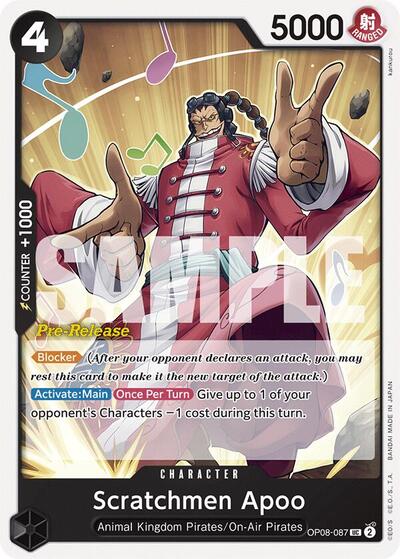 4
5000
射
RANGED
kankurou
COUNTER +1000
SAMPLE
Pre-Release
Blocker (After your opponent declares an attack, you may
rest this card to make it the new target of the attack.)
Activate:Main Once Per Turn Give up to 1 of your
opponent's Characters −1 cost during this turn.
CHARACTER
Scratchmen Apoo
Animal Kingdom Pirates/On-Air Pirates
OP08-087 UC 2
©E.O/S ©E.O.S., T.A. BANDAI MADE IN JAPAN